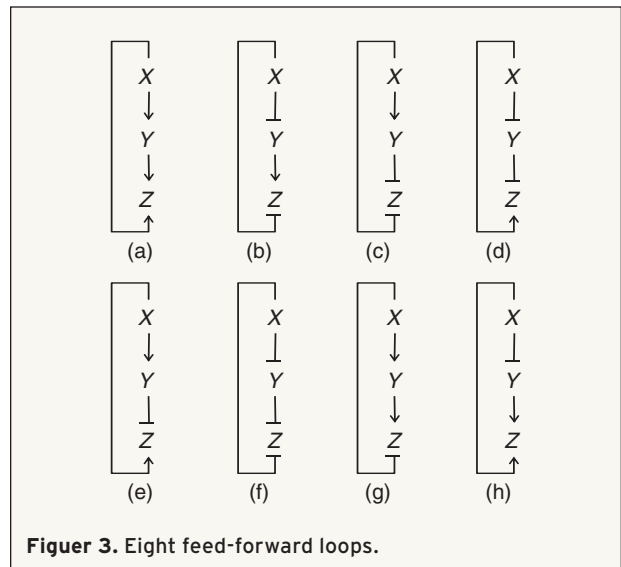 X X X X
Y Y Y Y
Z Z Z Z
(a) (b) (c) (d)
X X X X
Y Y Y Y
Z Z Z Z
(e) (f) (g) (h)
Figuer 3. Eight feed-forward loops.